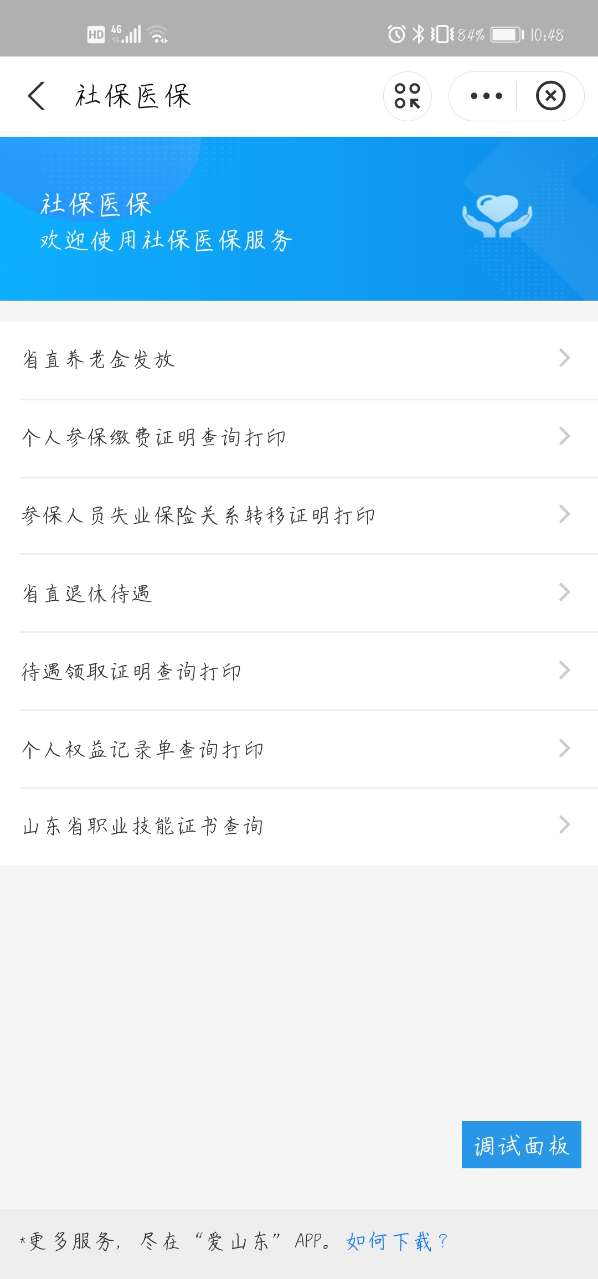 HD 4G 84% 10:48
社保医保
社保医保
欢迎使用社保医保服务
省直养老金发放
个人参保缴费证明查询打印
参保人员失业保险关系转移证明打印
省直退休待遇
待遇领取证明查询打印
个人权益记录单查询打印
山东省职业技能证书查询
调试面板
*更多服务，尽在“爱山东”APP。如何下载？